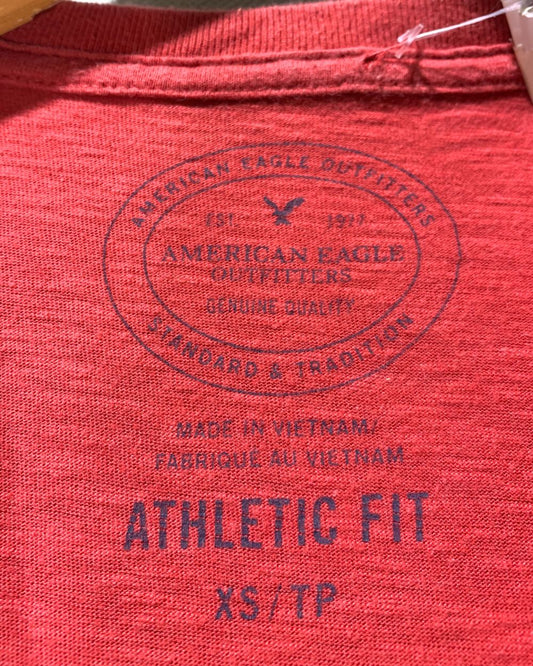 AMERICAN EAGLE OUTFITTERS
EST. 1977
AMERICAN EAGLE
OUTFITTERS
GENUINE QUALITY
STANDARD & TRADITION
MADE IN VIETNAM/
FABRIQUÉ AU VIETNAM
ATHLETIC FIT
XS/TP